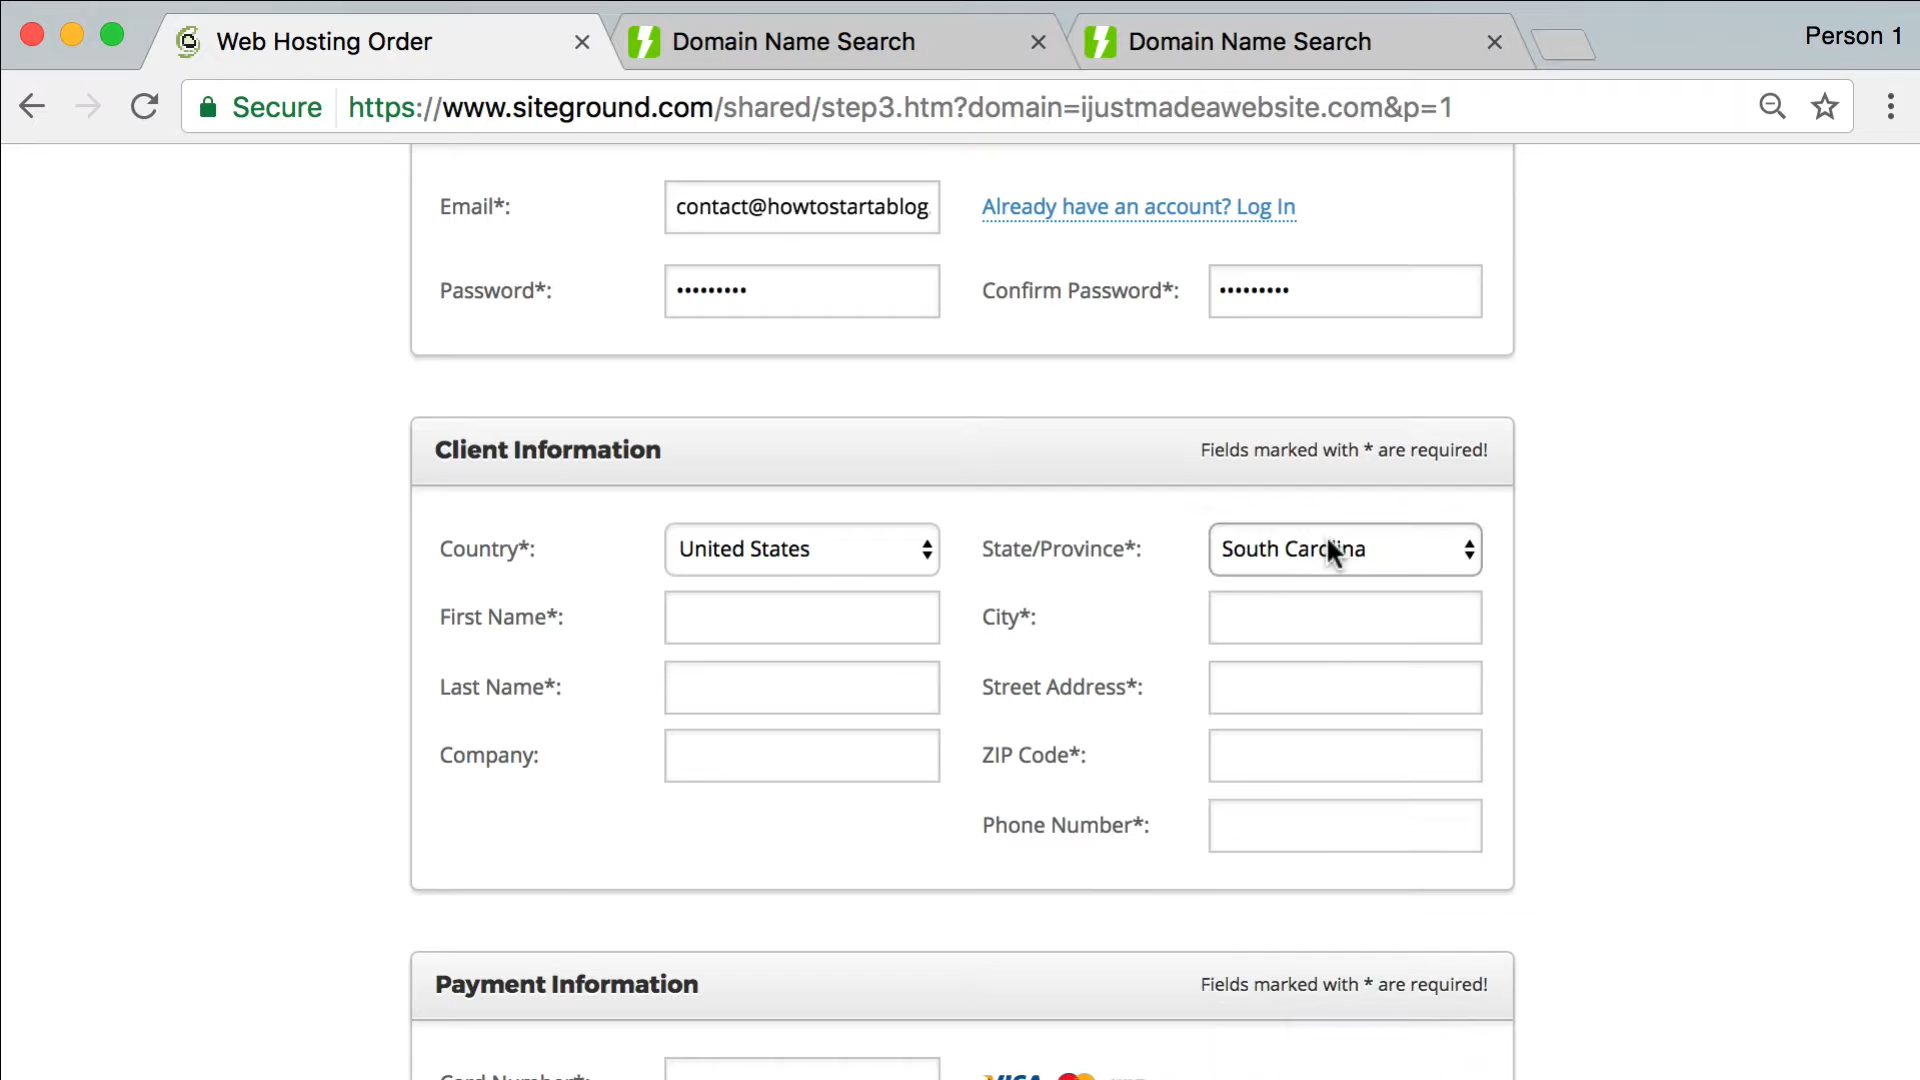 Web Hosting Order
Domain Name Search
Domain Name Search
Person 1
Secure
https://www.siteground.com/shared/step3.htm?domain=ijustmadeawebsite.com&p=1
Email*:
contact@howtostartablog.
Already have an account? Log In
Password*:
•••••••••
Confirm Password*:
•••••••••
Client Information
Fields marked with * are required!
Country*:
United States
State/Province*:
South Carolina
First Name*:
City*:
Last Name*:
Street Address*:
Company:
ZIP Code*:
Phone Number*:
Payment Information
Fields marked with * are required!
Card Number*:
VISA